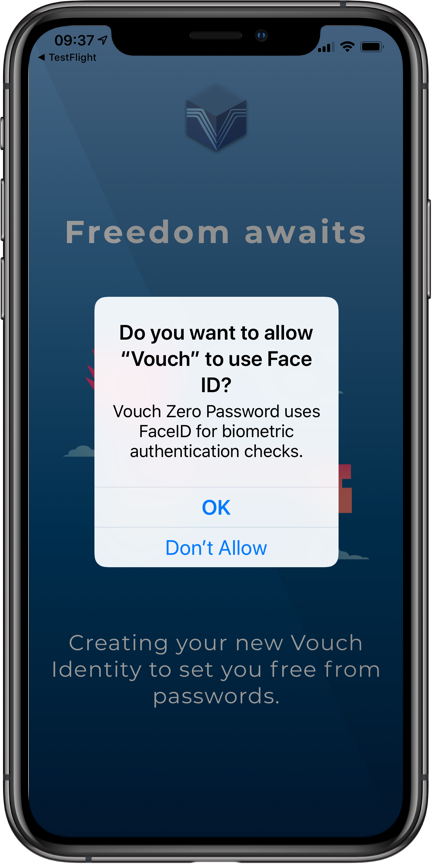 09:37
◀ TestFlight
Freedom awaits
Do you want to allow
“Vouch” to use Face
ID?
Vouch Zero Password uses
FaceID for biometric
authentication checks.
OK
Don’t Allow
Creating your new Vouch
Identity to set you free from
passwords.